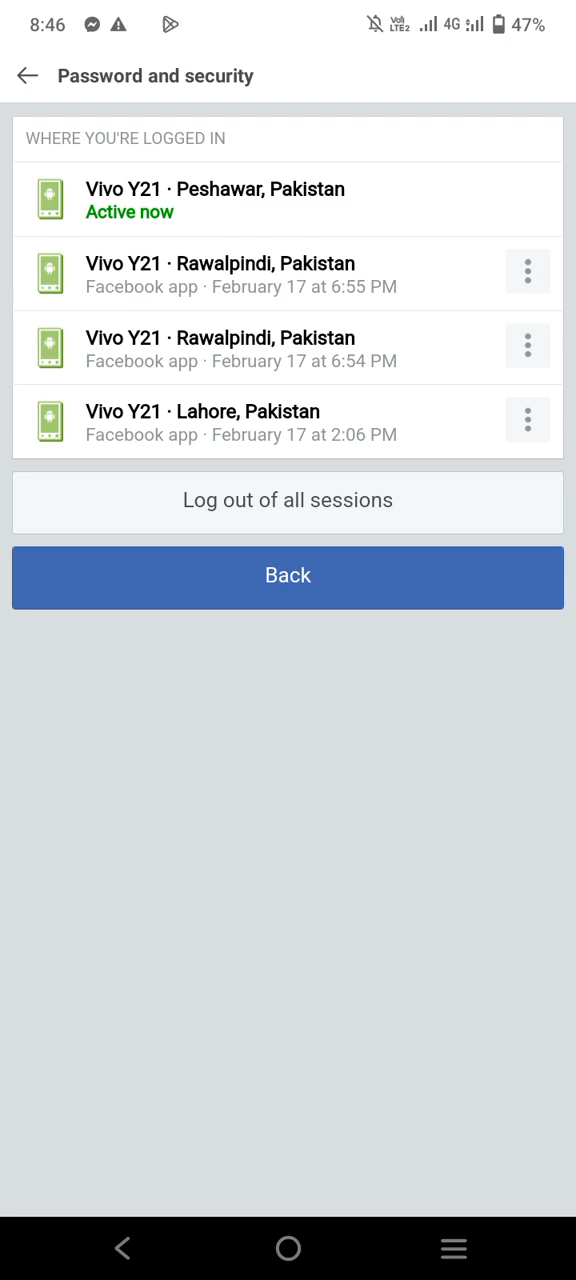 8:46 Vo) LTE2 4G 47%
Password and security
WHERE YOU'RE LOGGED IN
Vivo Y21 · Peshawar, Pakistan
Active now
Vivo Y21 · Rawalpindi, Pakistan
Facebook app · February 17 at 6:55 PM
Vivo Y21 · Rawalpindi, Pakistan
Facebook app · February 17 at 6:54 PM
Vivo Y21 · Lahore, Pakistan
Facebook app · February 17 at 2:06 PM
Log out of all sessions
Back